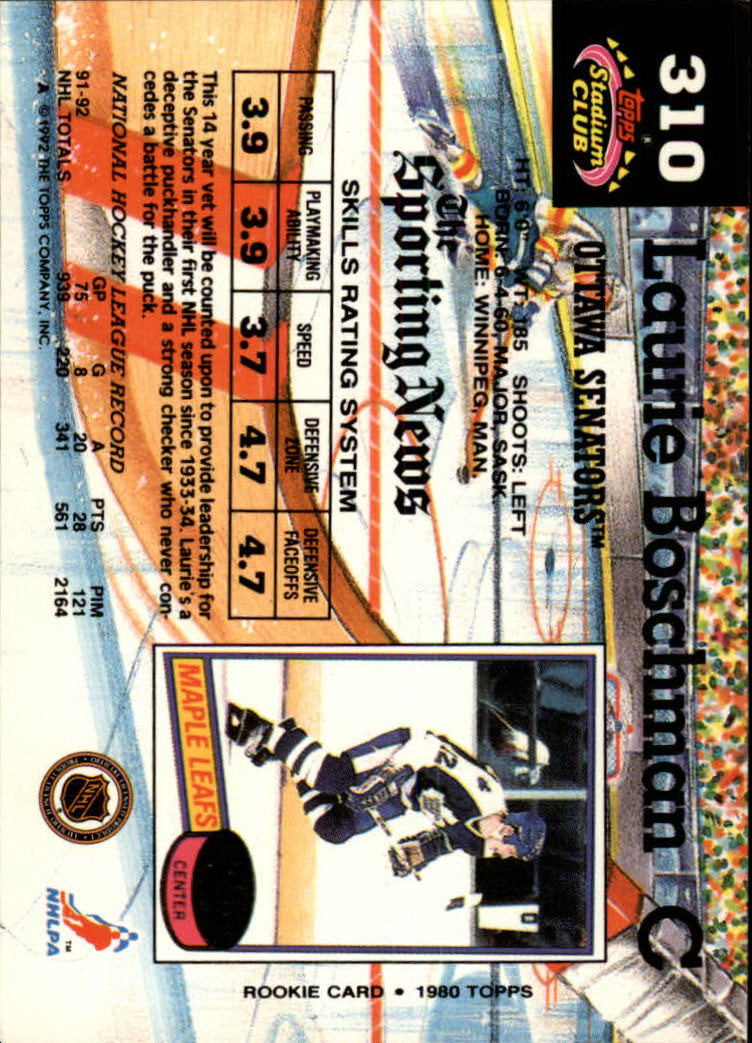 310
Laurie Boschman C
topps®
Stadium
CLUB
OTTAWA SENATORS™
HT: 6'0" WT: 185 SHOOTS: LEFT
BORN: 6-4-60, MAJOR, SASK.
HOME: WINNIPEG, MAN.
The
Sporting News
SKILLS RATING SYSTEM
PASSING PLAYMAKING ABILITY SPEED DEFENSIVE ZONE DEFENSIVE FACEOFFS
3.9 3.9 3.7 4.7 4.7
This 14 year vet will be counted upon to provide leadership for
the Senators in their first NHL season since 1933-34. Laurie's a
deceptive puckhandler and a strong checker who never con-
cedes a battle for the puck.
NATIONAL HOCKEY LEAGUE RECORD
GP G A PTS PIM
91-92 75 8 20 28 121
NHL TOTALS 939 220 341 561 2164
*A © 1992 THE TOPPS COMPANY, INC.
MAPLE LEAFS
CENTER
ROOKIE CARD • 1980 TOPPS
NHL
NHLPA™